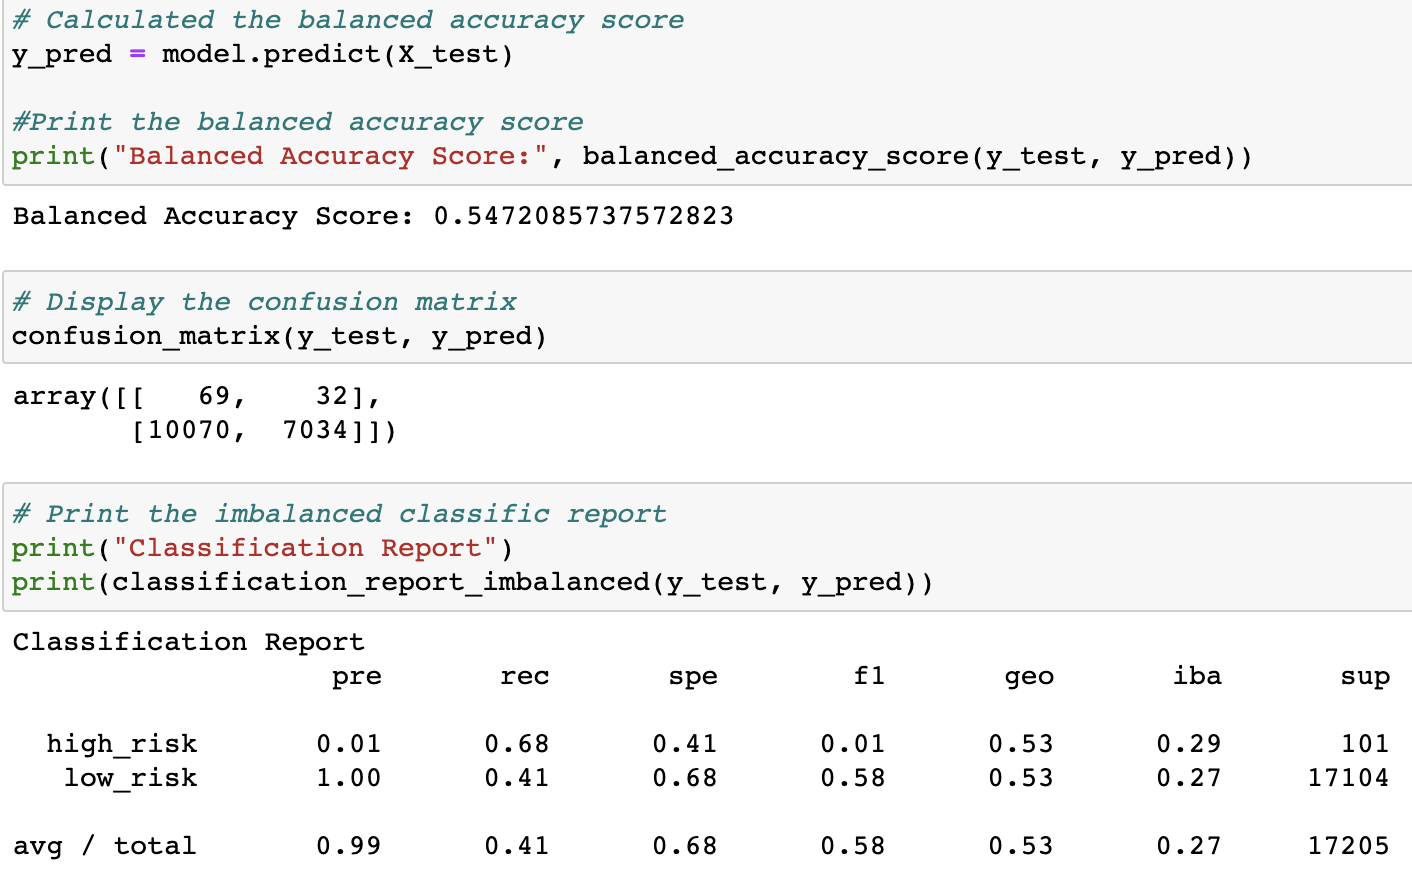 # Calculated the balanced accuracy score
y_pred = model.predict(X_test)
#Print the balanced accuracy score
print("Balanced Accuracy Score:", balanced_accuracy_score(y_test, y_pred))
Balanced Accuracy Score: 0.5472085737572823
# Display the confusion matrix
confusion_matrix(y_test, y_pred)
array([[   69,    32],
       [10070,  7034]])
# Print the imbalanced classific report
print("Classification Report")
print(classification_report_imbalanced(y_test, y_pred))
Classification Report
                   pre       rec       spe        f1       geo       iba       sup
  high_risk       0.01      0.68      0.41      0.01      0.53      0.29       101
   low_risk       1.00      0.41      0.68      0.58      0.53      0.27     17104
avg / total       0.99      0.41      0.68      0.58      0.53      0.27     17205